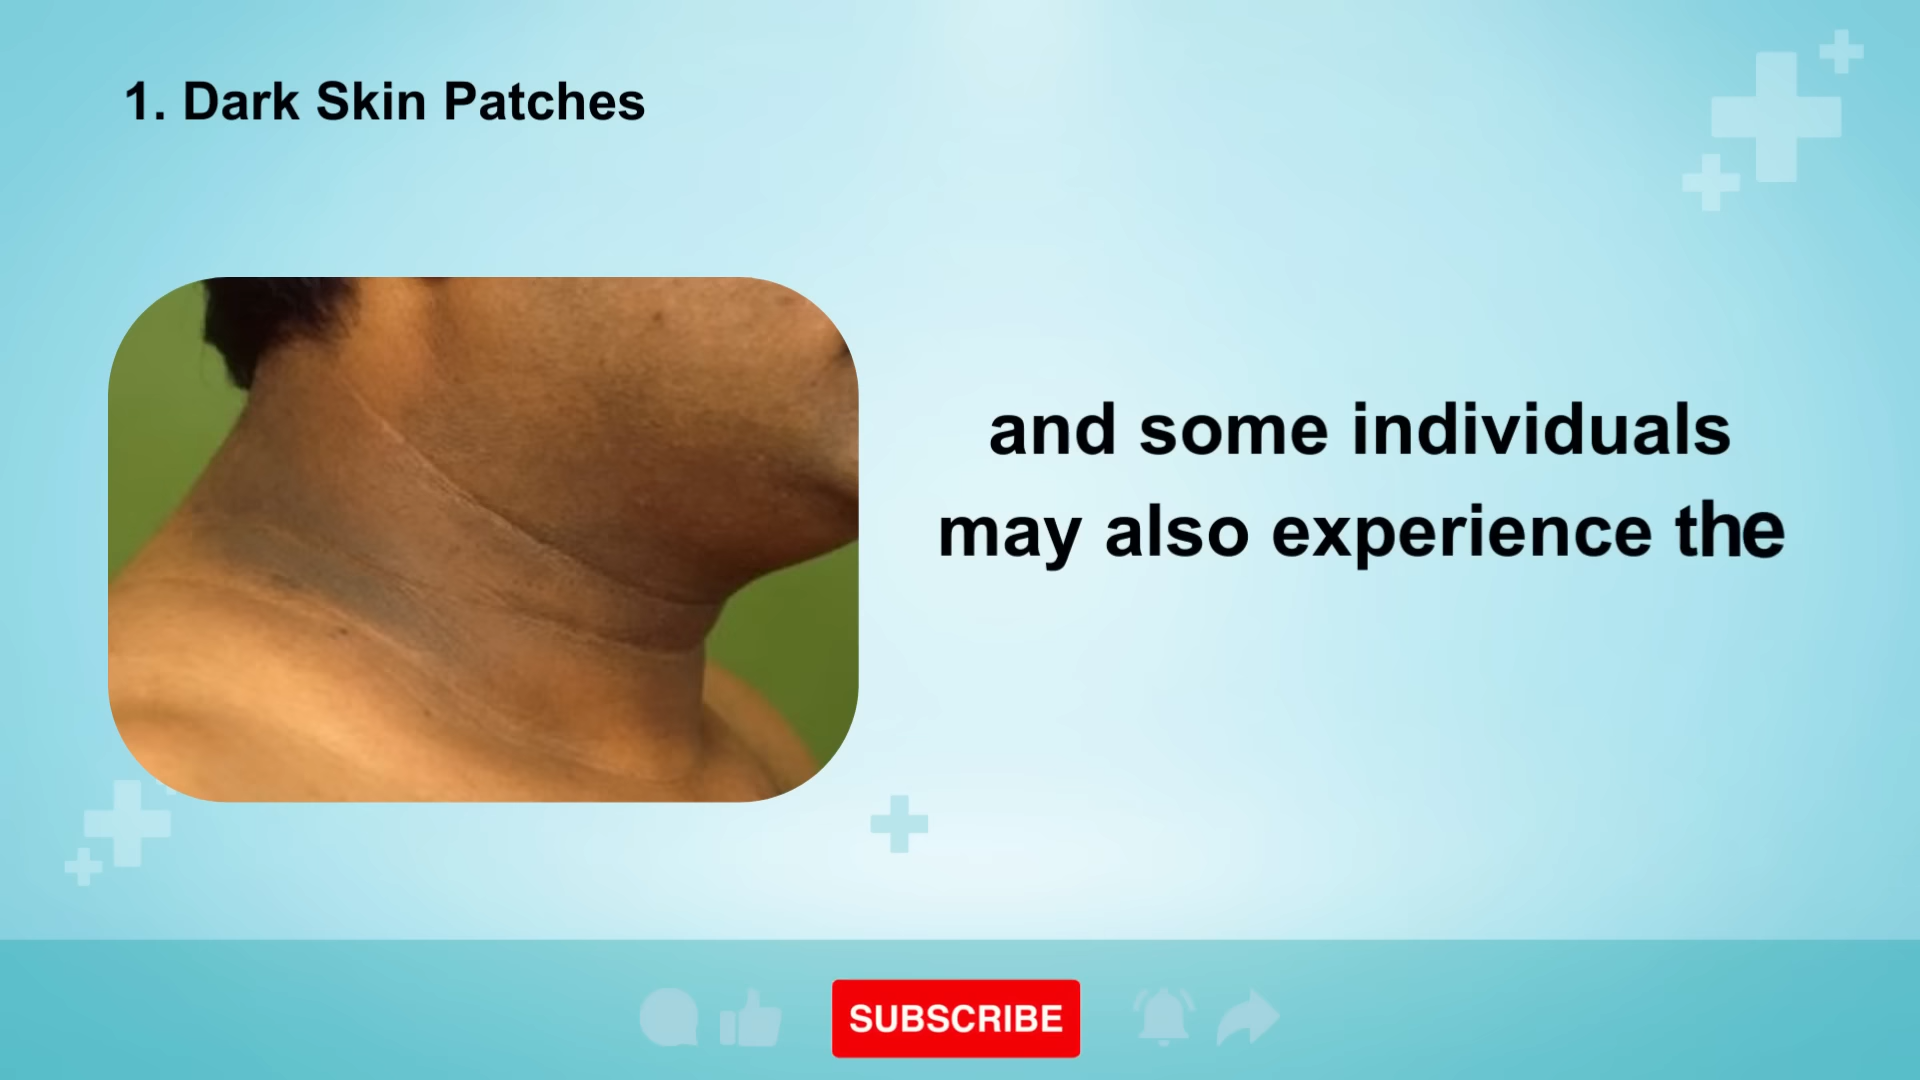 1. Dark Skin Patches
and some individuals
may also experience the
SUBSCRIBE